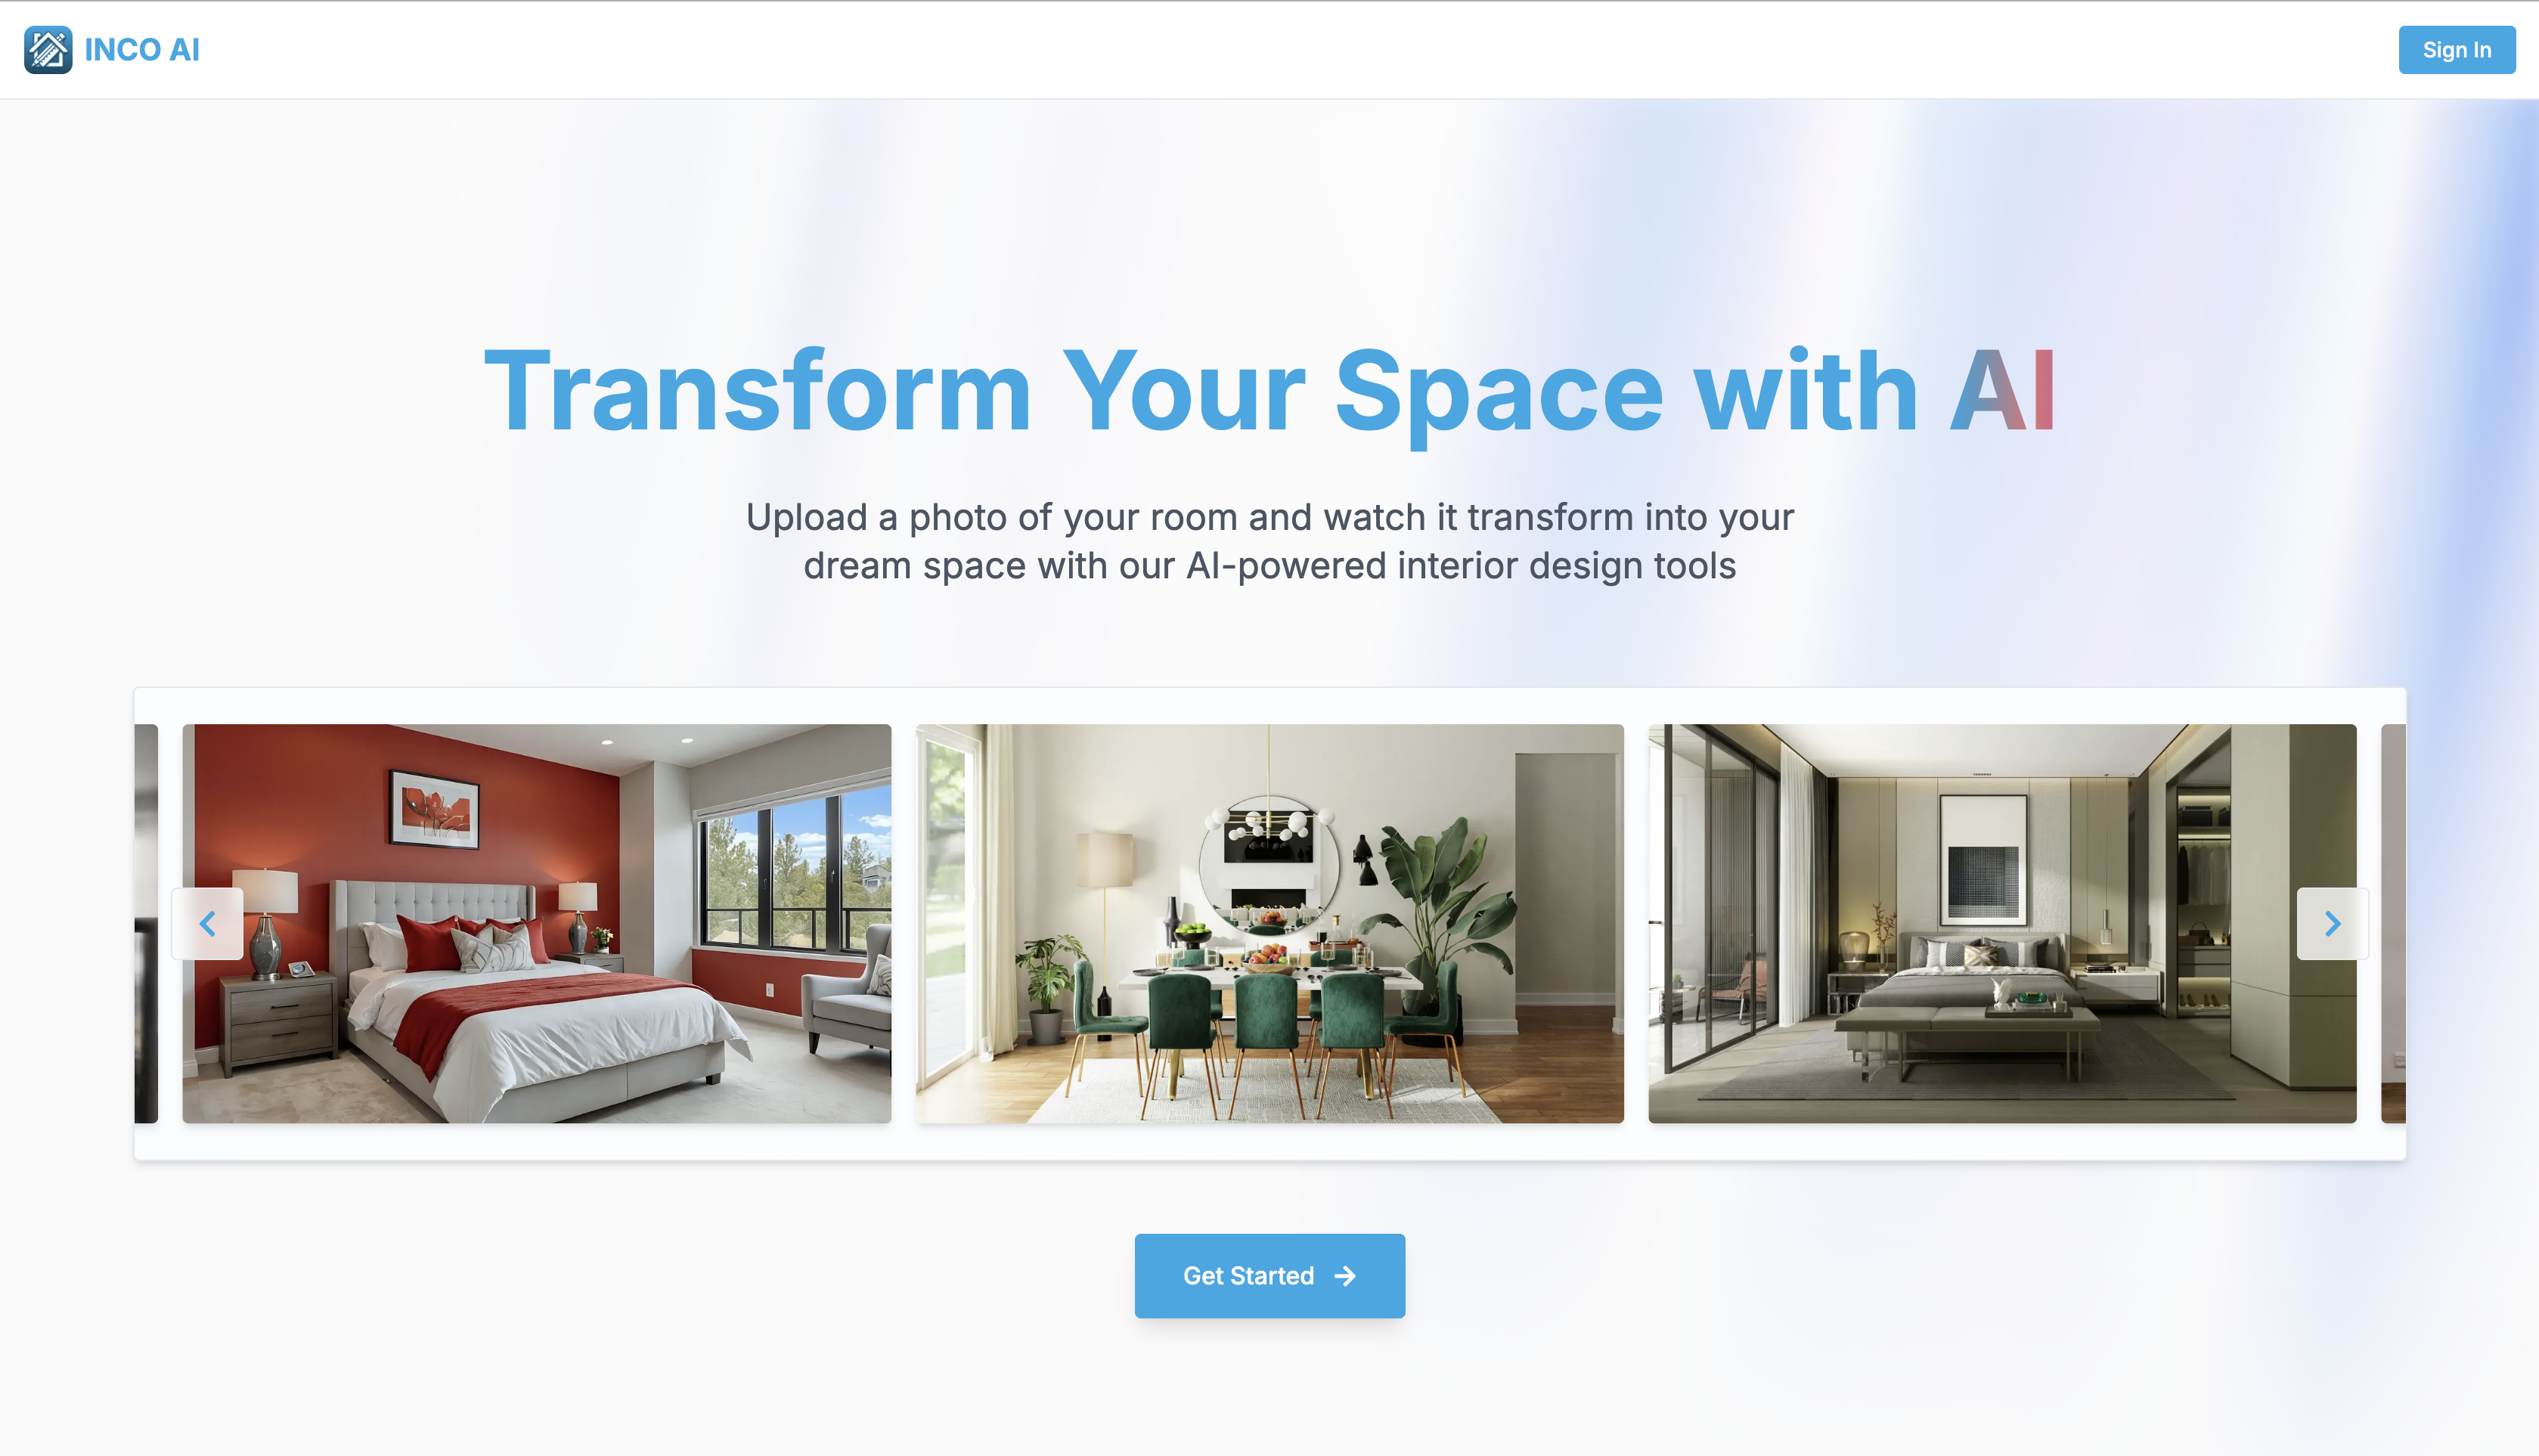 INCO AI
Sign In
Transform Your Space with AI
Upload a photo of your room and watch it transform into your
dream space with our AI-powered interior design tools
Get Started